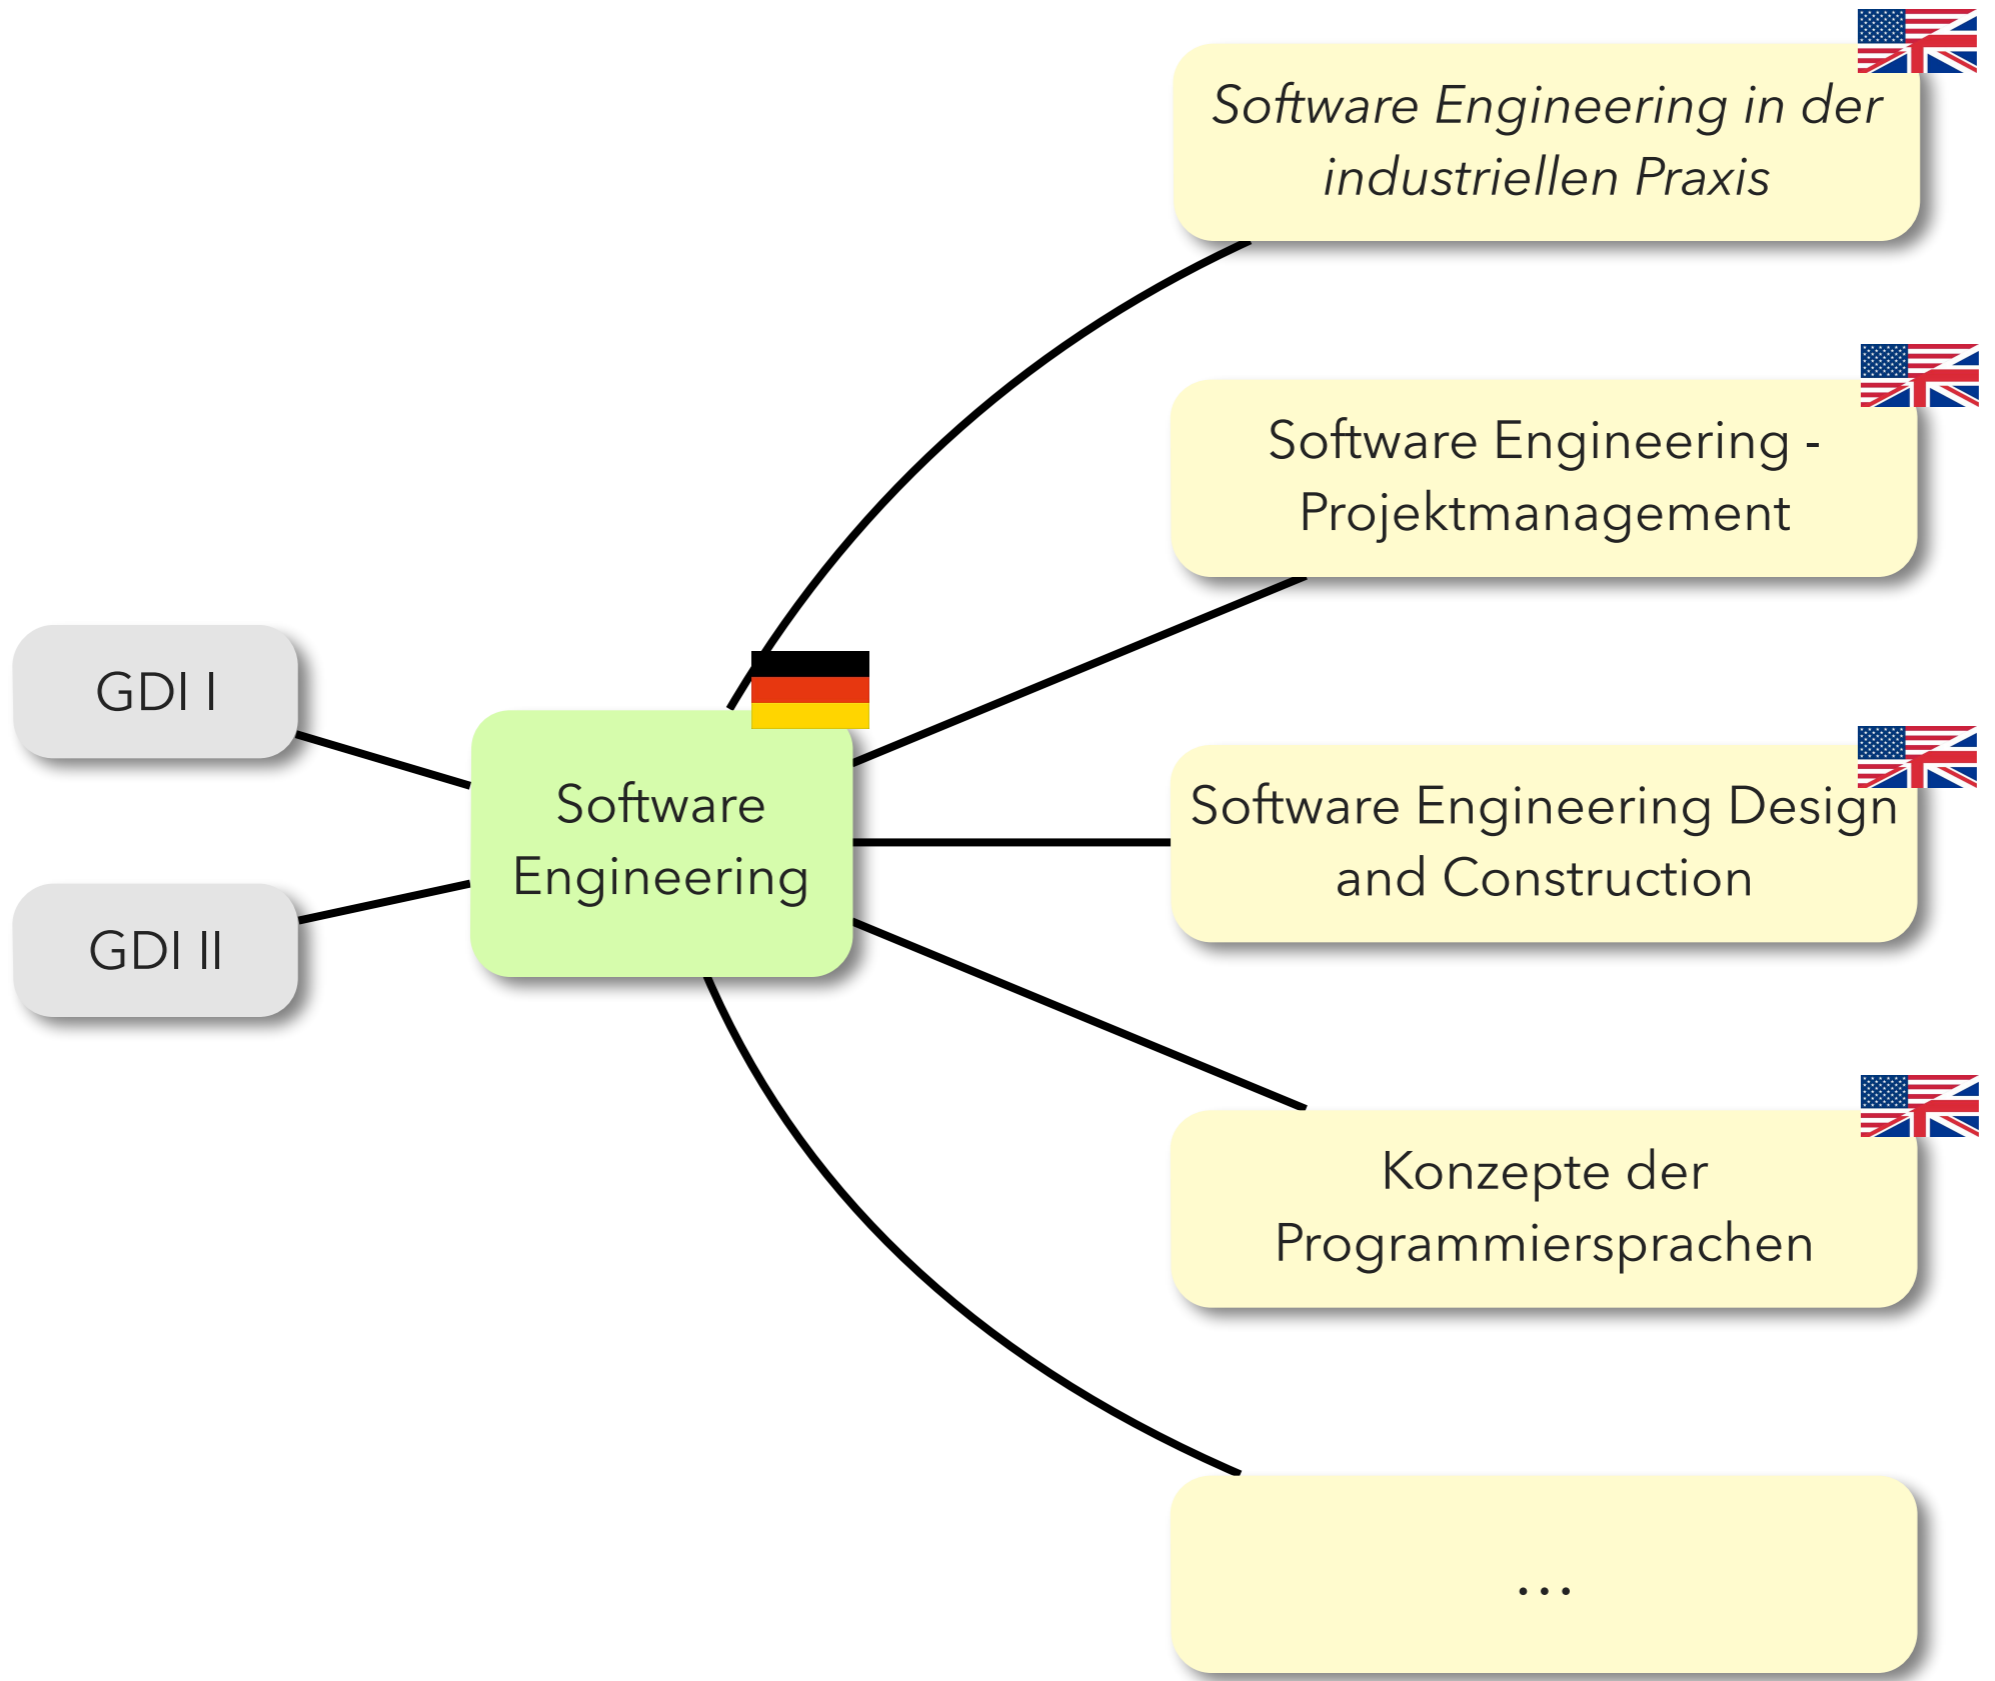 Software Engineering in der
industriellen Praxis
Software Engineering -
Projektmanagement
GDI I
GDI II
Software
Engineering
Software Engineering Design
and Construction
Konzepte der
Programmiersprachen
...